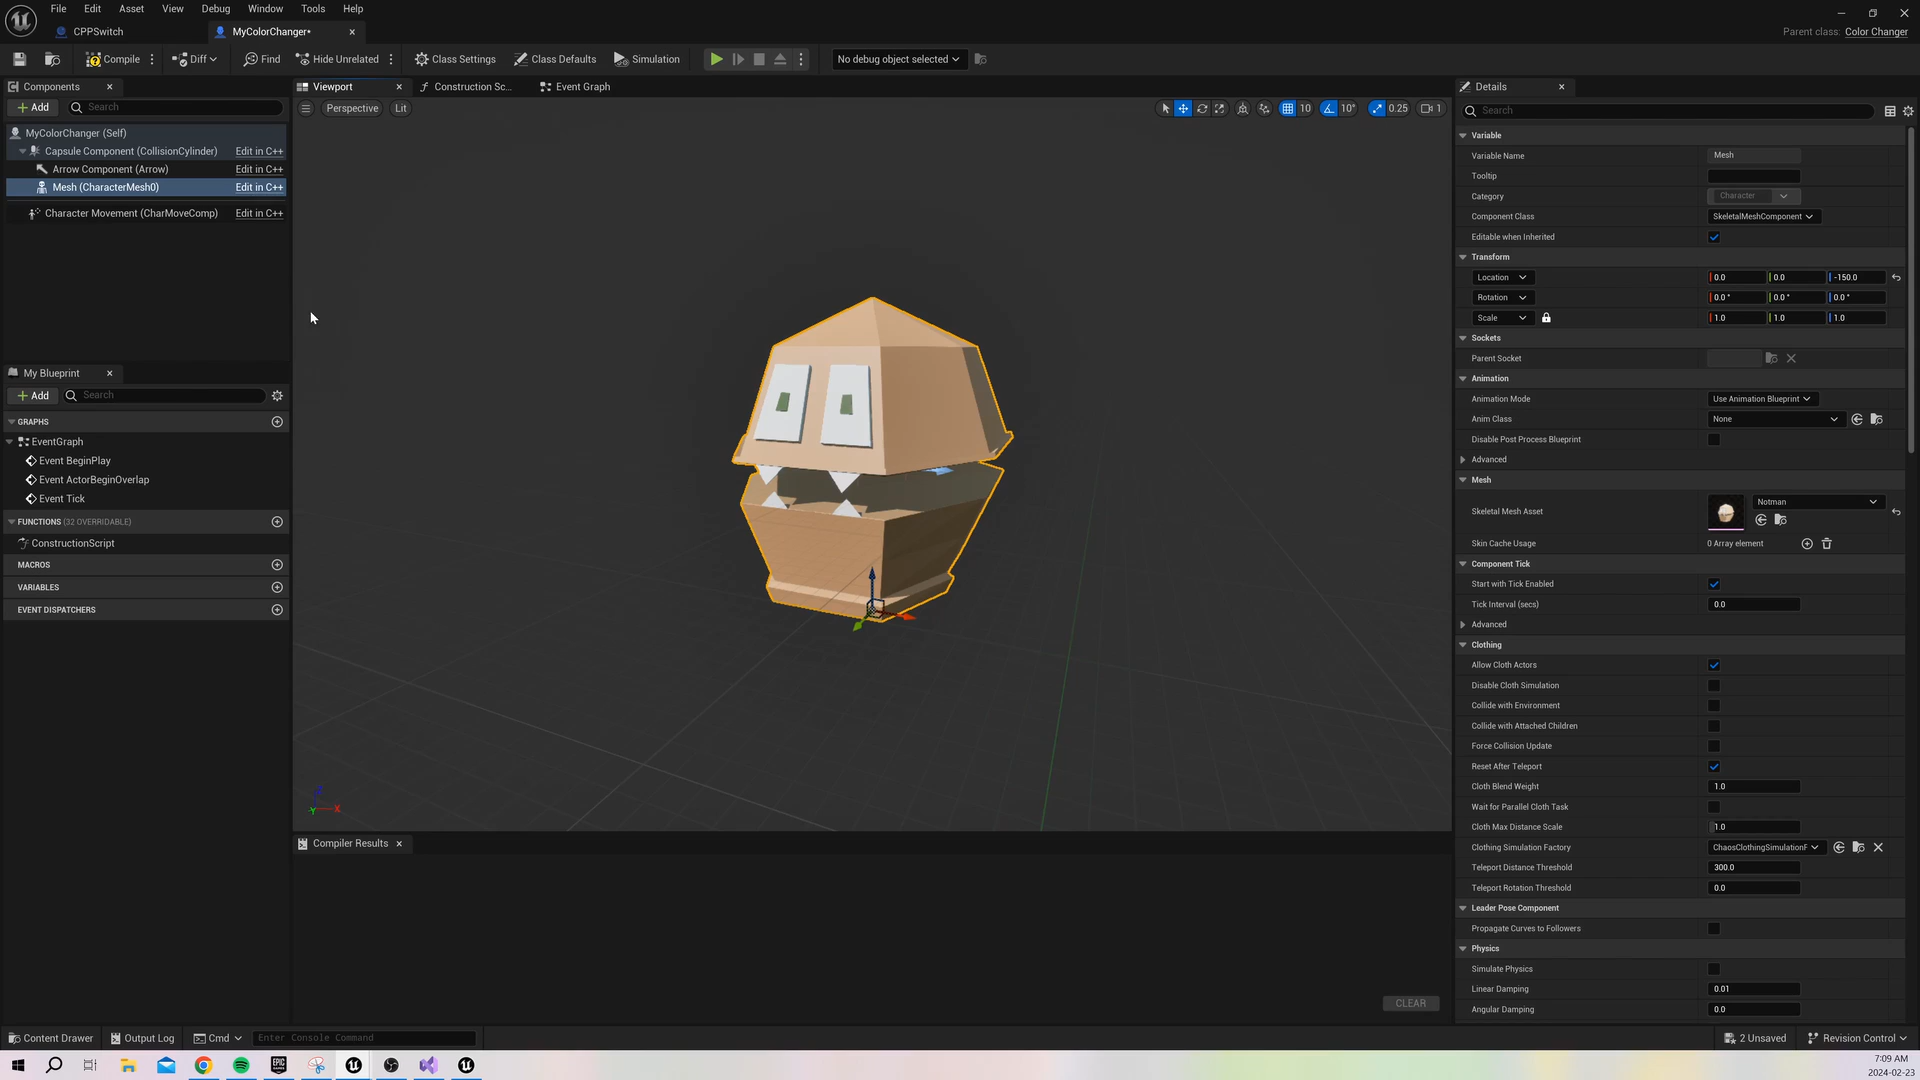 File Edit Asset View Debug Window Tools Help
CPPSwitch MyColorChanger*
Parent class: Color Changer
Compile Diff Find Hide Unrelated Class Settings Class Defaults Simulation No debug object selected
Components
Add Search
MyColorChanger (Self)
Capsule Component (CollisionCylinder) Edit in C++
Arrow Component (Arrow) Edit in C++
Mesh (CharacterMesh0) Edit in C++
Character Movement (CharMoveComp) Edit in C++
My Blueprint
Add Search
GRAPHS
EventGraph
Event BeginPlay
Event ActorBeginOverlap
Event Tick
FUNCTIONS (32 OVERRIDABLE)
ConstructionScript
MACROS
VARIABLES
EVENT DISPATCHERS
Viewport Construction Sc... Event Graph
Perspective Lit 10 10° 0.25 1
Z
Y X
Compiler Results
CLEAR
Details
Search
Variable
Variable Name Mesh
Tooltip
Category Character
Component Class SkeletalMeshComponent
Editable when Inherited
Transform
Location 0.0 0.0 -150.0
Rotation 0.0° 0.0° 0.0°
Scale 1.0 1.0 1.0
Sockets
Parent Socket
Animation
Animation Mode Use Animation Blueprint
Anim Class None
Disable Post Process Blueprint
Advanced
Mesh
Skeletal Mesh Asset Notman
Skin Cache Usage 0 Array element
Component Tick
Start with Tick Enabled
Tick Interval (secs) 0.0
Advanced
Clothing
Allow Cloth Actors
Disable Cloth Simulation
Collide with Environment
Collide with Attached Children
Force Collision Update
Reset After Teleport
Cloth Blend Weight 1.0
Wait for Parallel Cloth Task
Cloth Max Distance Scale 1.0
Clothing Simulation Factory ChaosClothingSimulationF
Teleport Distance Threshold 300.0
Teleport Rotation Threshold 0.0
Leader Pose Component
Propagate Curves to Followers
Physics
Simulate Physics
Linear Damping 0.01
Angular Damping 0.0
Content Drawer Output Log Cmd Enter Console Command 2 Unsaved Revision Control
7:09 AM
2024-02-23